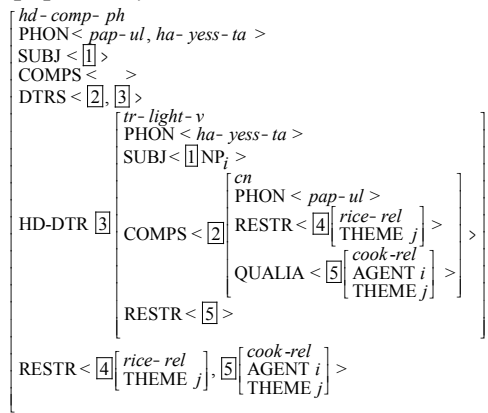 hd-comp-ph
PHON< pap-ul, ha-yess-ta >
SUBJ < 1 >
COMPS < >
DTRS < 2, 3 >
tr-light-v
PHON < ha-yess-ta >
SUBJ< 1 NPi >
cn
PHON < pap-ul >
HD-DTR 3 COMPS < 2 RESTR< 4 rice-rel > >
THEME j
cook-rel
QUALIA < 5 AGENT i >
THEME j
RESTR< 5 >
cook-rel
RESTR< 4 rice-rel , 5 AGENT i >
THEME j THEME j